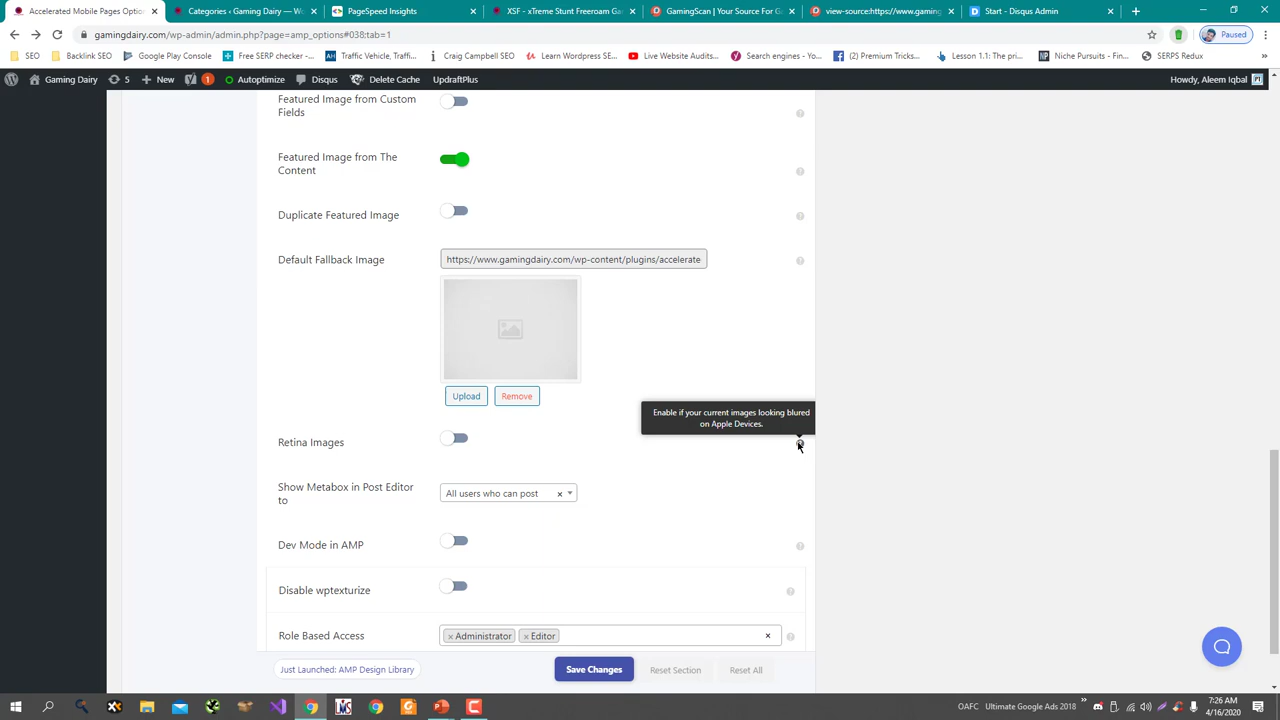 Accelerated Mobile Pages Option
Categories ‹ Gaming Dairy — Wo
PageSpeed Insights
XSF - xTreme Stunt Freeroam Ga
GamingScan | Your Source For G
view-source:https://www.gaming
Start - Disqus Admin
gamingdairy.com/wp-admin/admin.php?page=amp_options#038;tab=1
Paused
SEO
Backlink SEO
Google Play Console
Free SERP checker -...
Traffic Vehicle, Traffi...
Craig Campbell SEO
Learn Wordpress SE...
Live Website Audits...
Search engines -...
(2) Premium Tricks...
Lesson 1.1: The pri...
Niche Pursuits - Fin...
SERPS Redux
»
Gaming Dairy
5
New
1
Autoptimize
Disqus
Delete Cache
UpdraftPlus
Howdy, Aleem Iqbal
Featured Image from Custom
Fields
Featured Image from The
Content
Duplicate Featured Image
Default Fallback Image
https://www.gamingdairy.com/wp-content/plugins/accelerate
Upload
Remove
Enable if your current images looking blured
on Apple Devices.
Retina Images
Show Metabox in Post Editor
to
All users who can post
Dev Mode in AMP
Disable wptexturize
Role Based Access
× Administrator
× Editor
Just Launched: AMP Design Library
Save Changes
Reset Section
Reset All
OAFC
Ultimate Google Ads 2018
7:26 AM
4/16/2020